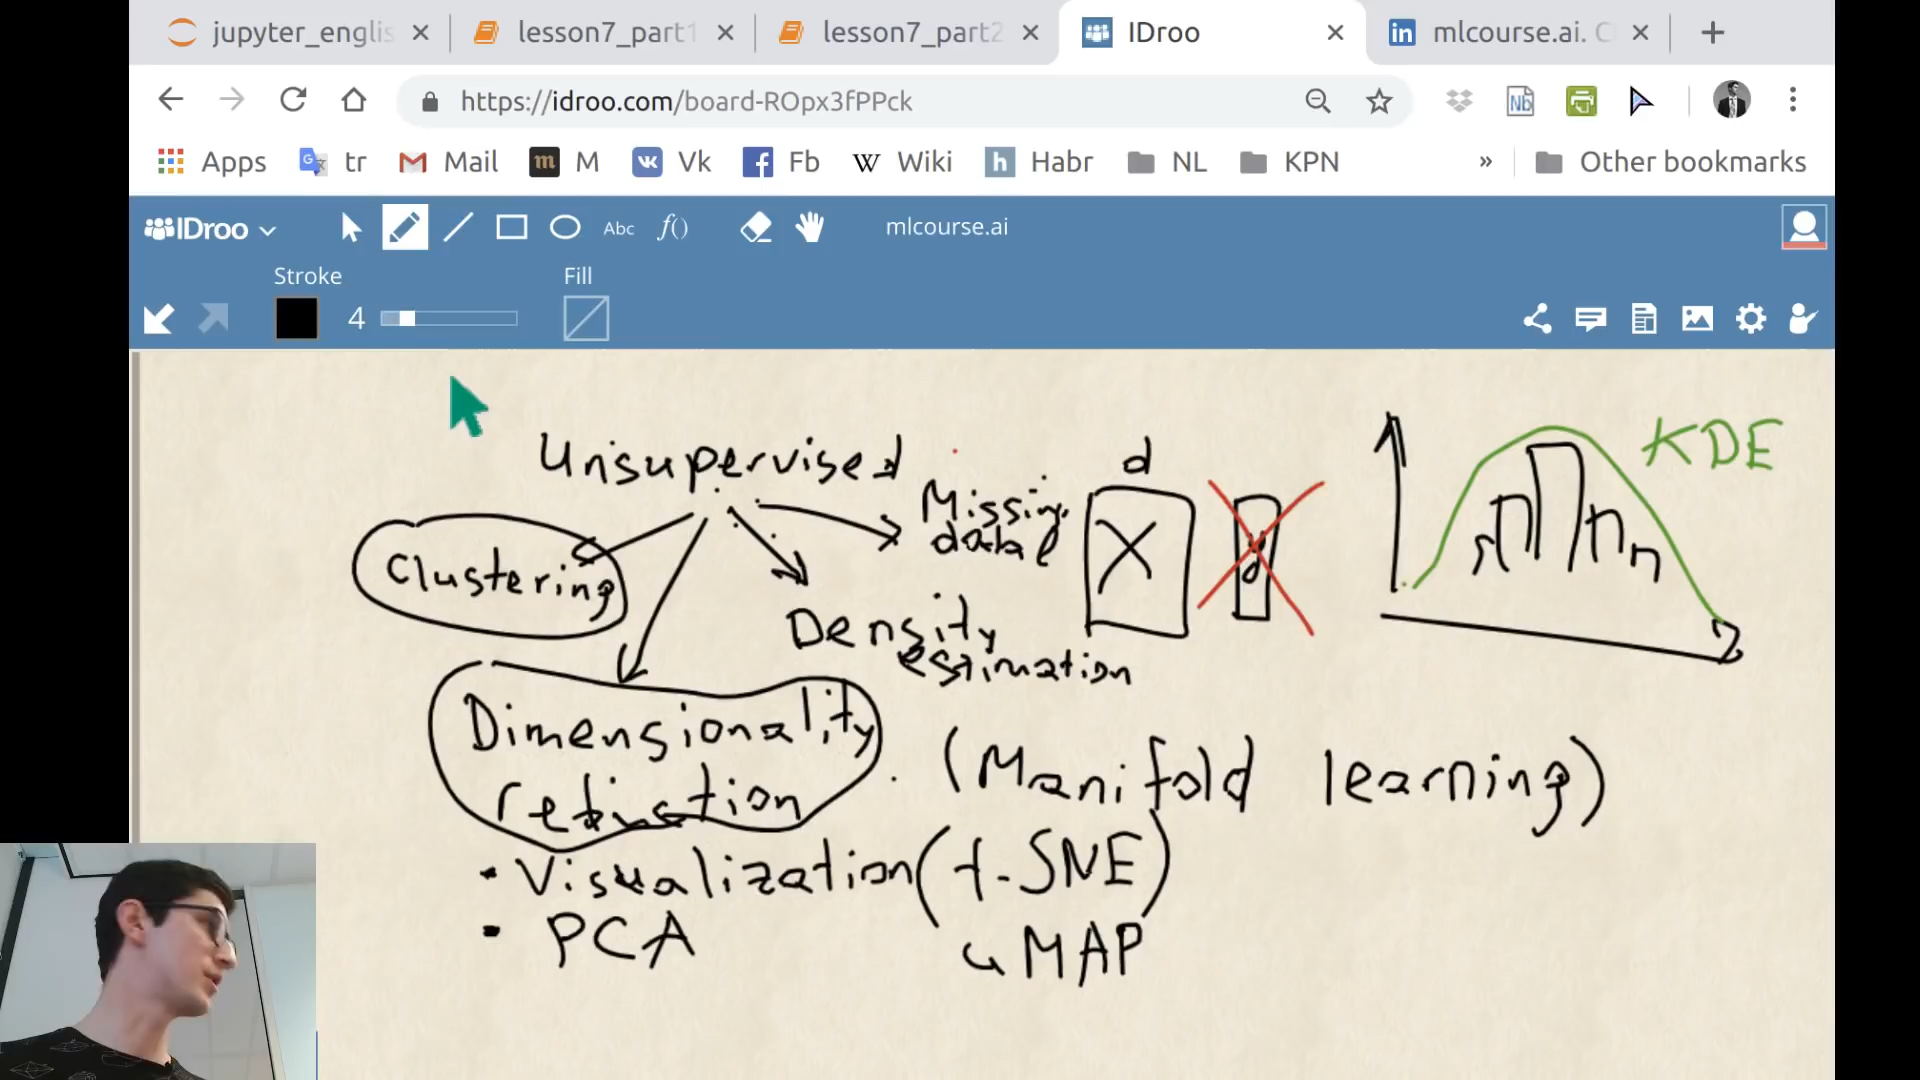 jupyter_englis
lesson7_part1
lesson7_part2
IDroo
mlcourse.ai. C
https://idroo.com/board-ROpx3fPPck
Apps tr Mail M Vk Fb Wiki Habr NL KPN » Other bookmarks
IDroo Abc f() mlcourse.ai
Stroke Fill
4
Unsupervised
Missing
data
d
X
y
KDE
Clustering
Density
estimation
Dimensionality
reduction
(Manifold learning)
• Visualization (t-SNE)
• PCA
uMAP